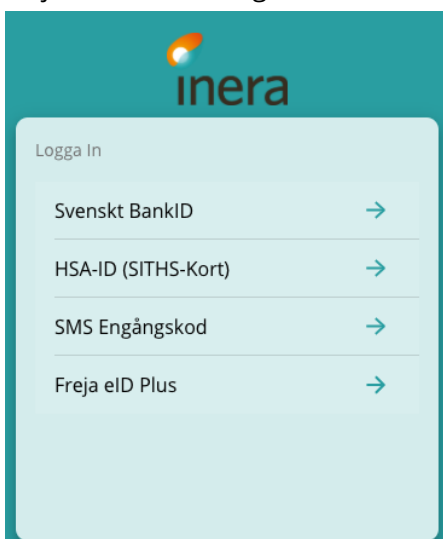 inera
Logga In
Svenskt BankID
HSA-ID (SITHS-Kort)
SMS Engångskod
Freja eID Plus